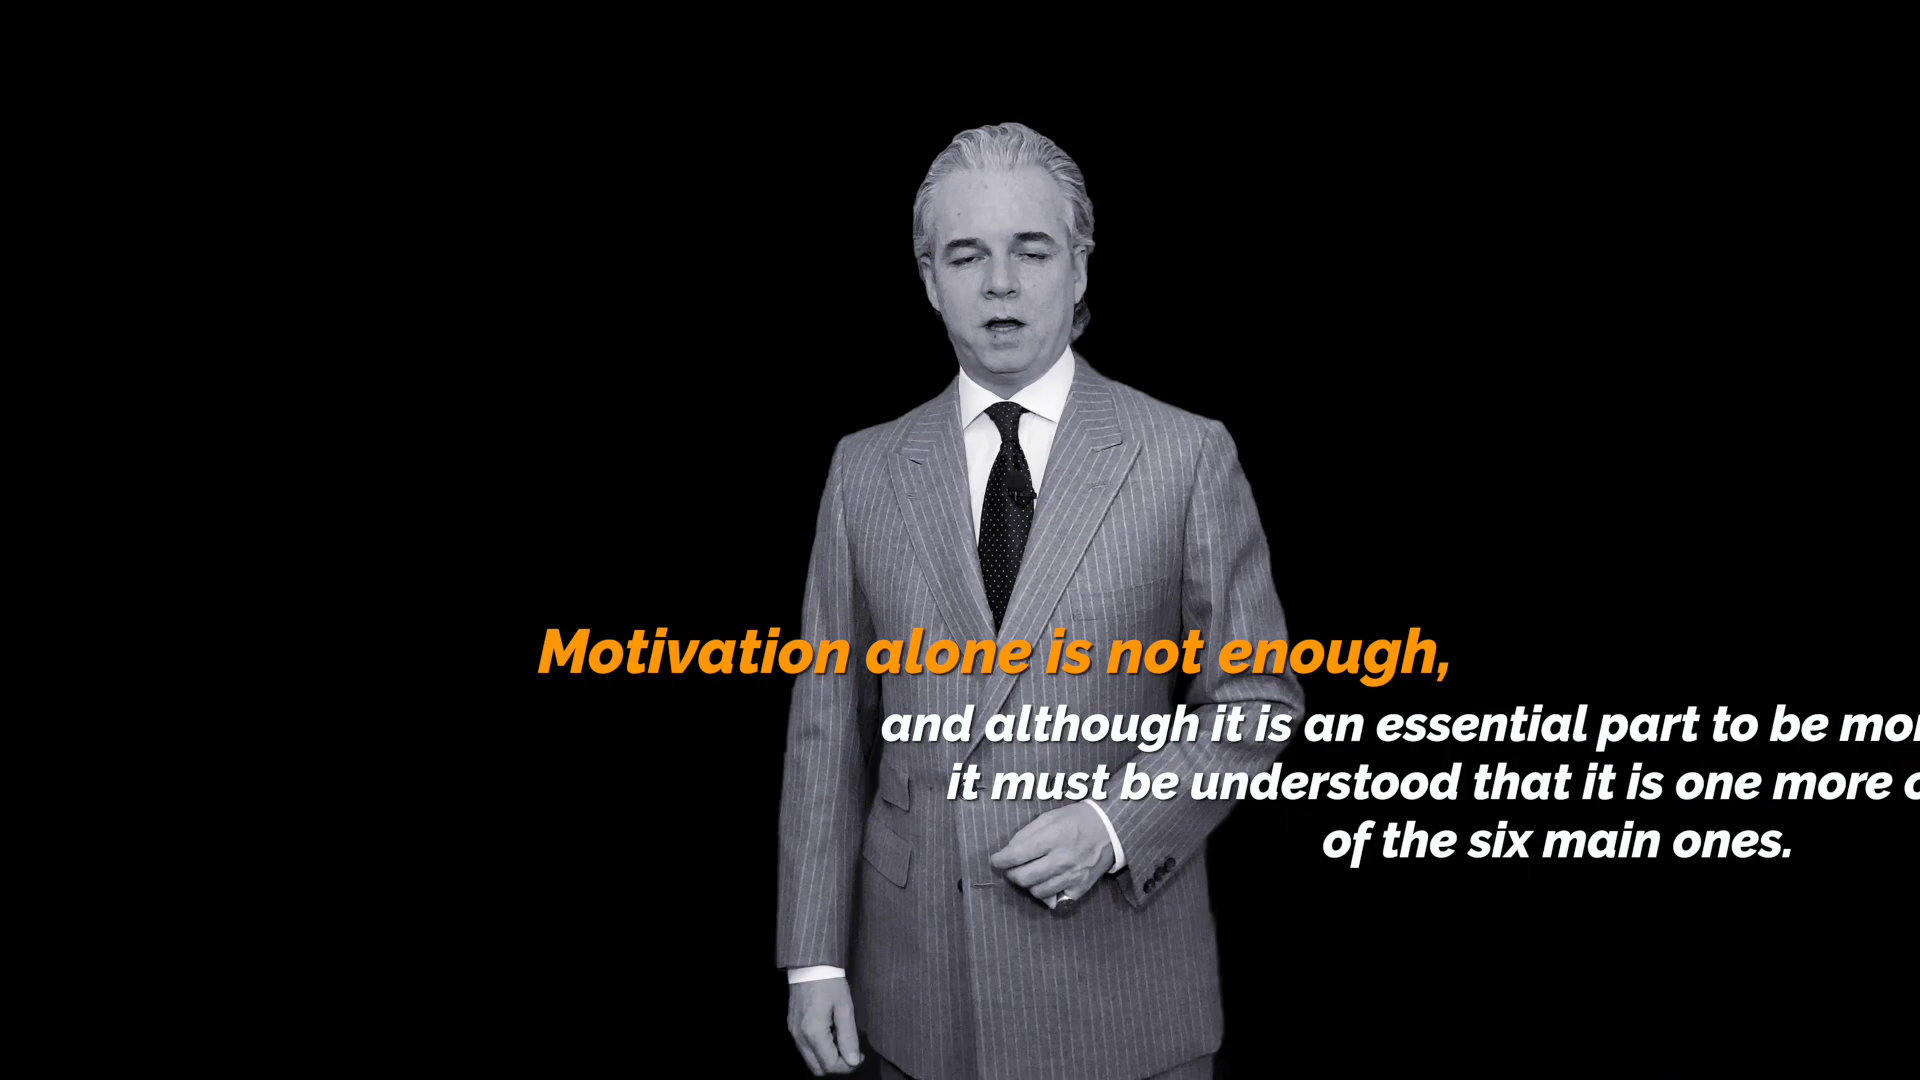 Motivation alone is not enough,
and although it is an essential part to be
it must be understood that it is one more
of the six main ones.